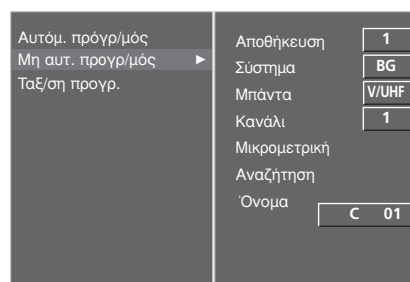 Αυτόμ. πρόγρ/μός
Μη αυτ. προγρ/μός ►
Ταξ/ση προγρ.
Αποθήκευση 1
Σύστημα BG
Μπάντα V/UHF
Κανάλι 1
Μικρομετρική
Αναζήτηση
Όνομα C 01